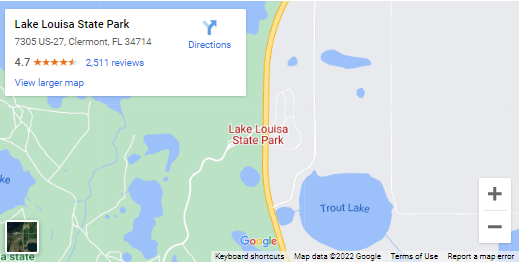 Lake Louisa State Park
7305 US-27, Clermont, FL 34714
Directions
4.7 2,511 reviews
View larger map
Lake Louisa
State Park
ke
Trout Lake
a state
Google
Keyboard shortcuts Map data ©2022 Google Terms of Use Report a map error